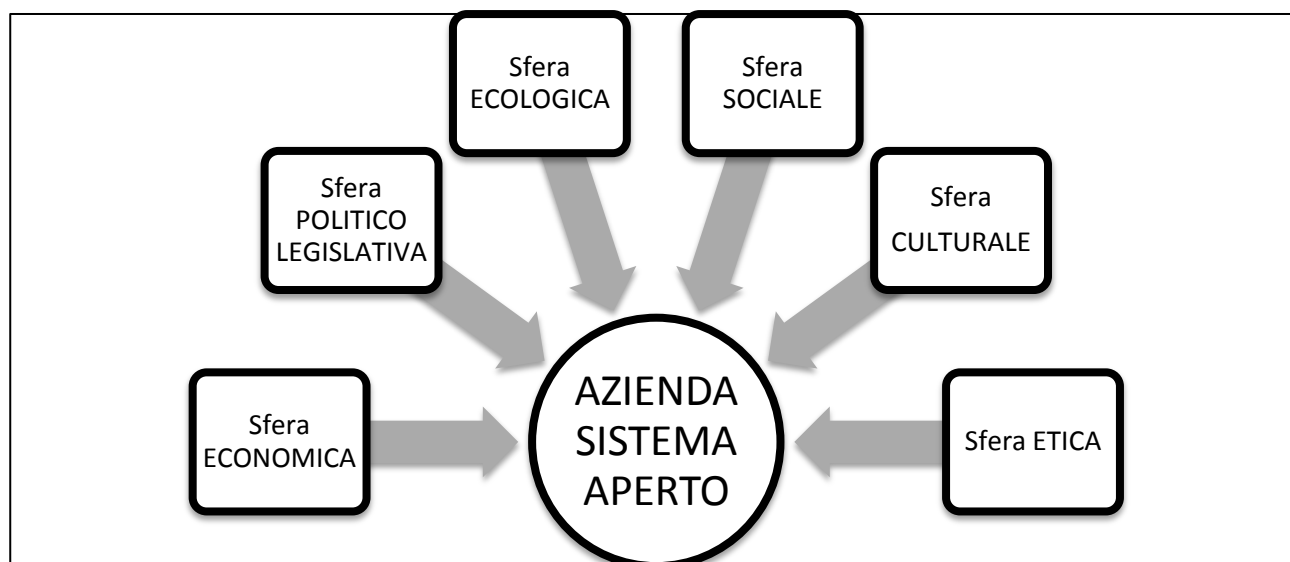 Sfera
ECOLOGICA
Sfera
SOCIALE
Sfera
POLITICO
LEGISLATIVA
Sfera
CULTURALE
Sfera
ECONOMICA
AZIENDA
SISTEMA
APERTO
Sfera ETICA